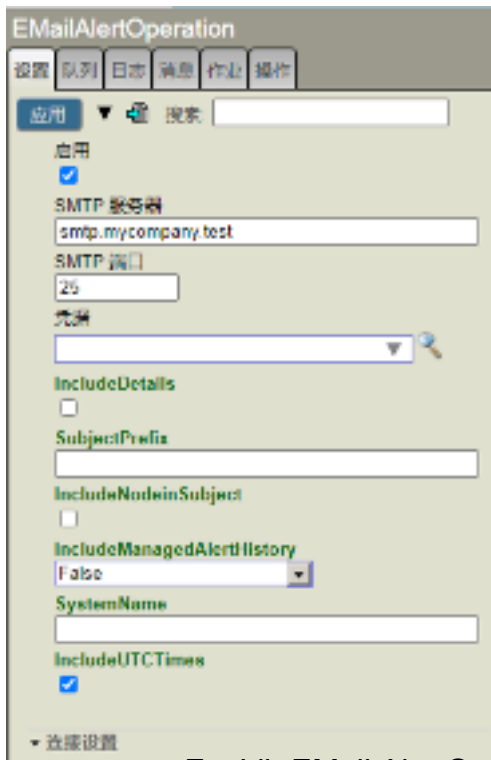 EMailAlertOperation
设置 队列 日志 消息 作业 操作
应用 搜索
启用
SMTP 服务器
smtp.mycompany.test
SMTP 端口
25
凭据
IncludeDetails
SubjectPrefix
IncludeNodeinSubject
IncludeManagedAlertHistory
False
SystemName
IncludeUTCTimes
连接设置